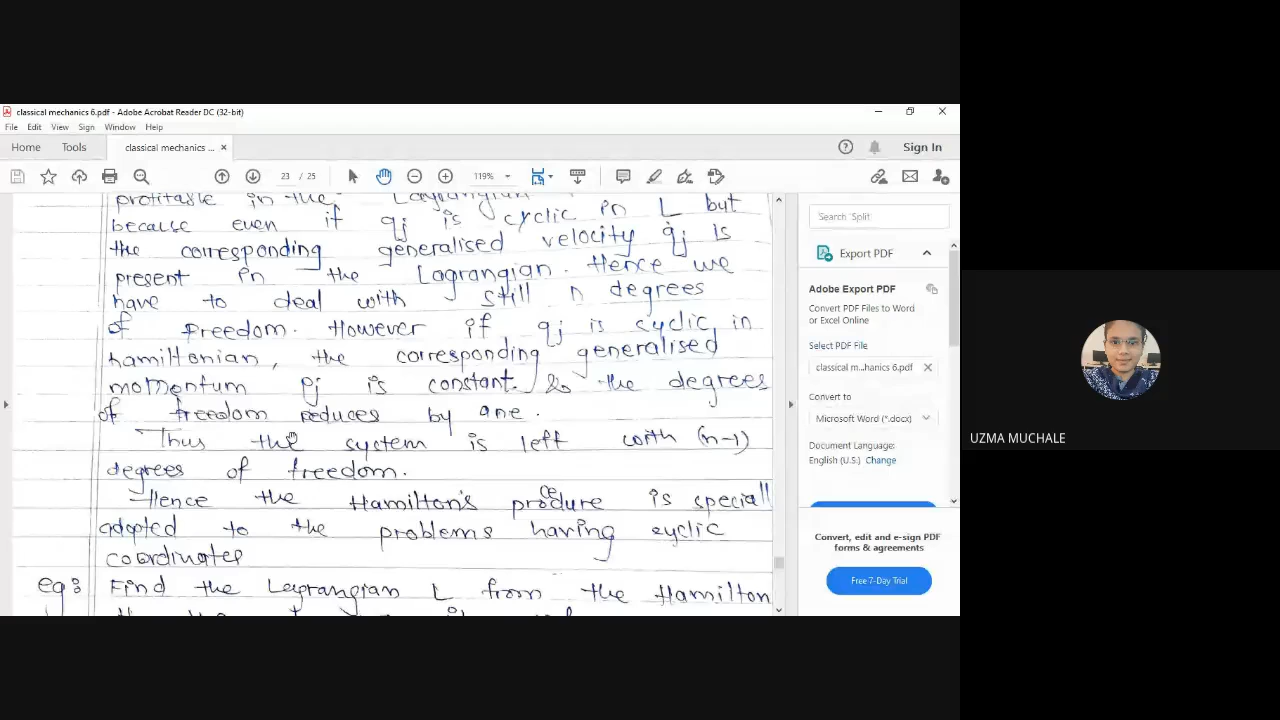 classical mechanics 6.pdf - Adobe Acrobat Reader DC (32-bit)
File Edit View Sign Window Help
Home Tools classical mechanics ... × Sign In
23 / 25 119%
profitable in the Lagrangian
because even if qj is cyclic in L but
the corresponding generalised velocity q̇j is
present in the Lagrangian. Hence we
have to deal with still n degrees
of freedom. However if qj is cyclic in
hamiltonian, the corresponding generalised
momentum Pj is constant. & the degrees
of freedom reduces by one.
Thus the system is left with (n-1)
degrees of freedom.
Hence the Hamilton's produre ce is speciall
adopted to the problems having cyclic
coordinates
eg: Find the Lagrangian L from the Hamilton
Search 'Split'
Export PDF
Adobe Export PDF
Convert PDF Files to Word
or Excel Online
Select PDF File
classical m...hanics 6.pdf ×
Convert to
Microsoft Word (*.docx)
Document Language:
English (U.S.) Change
Convert, edit and e-sign PDF
forms & agreements
Free 7-Day Trial
UZMA MUCHALE